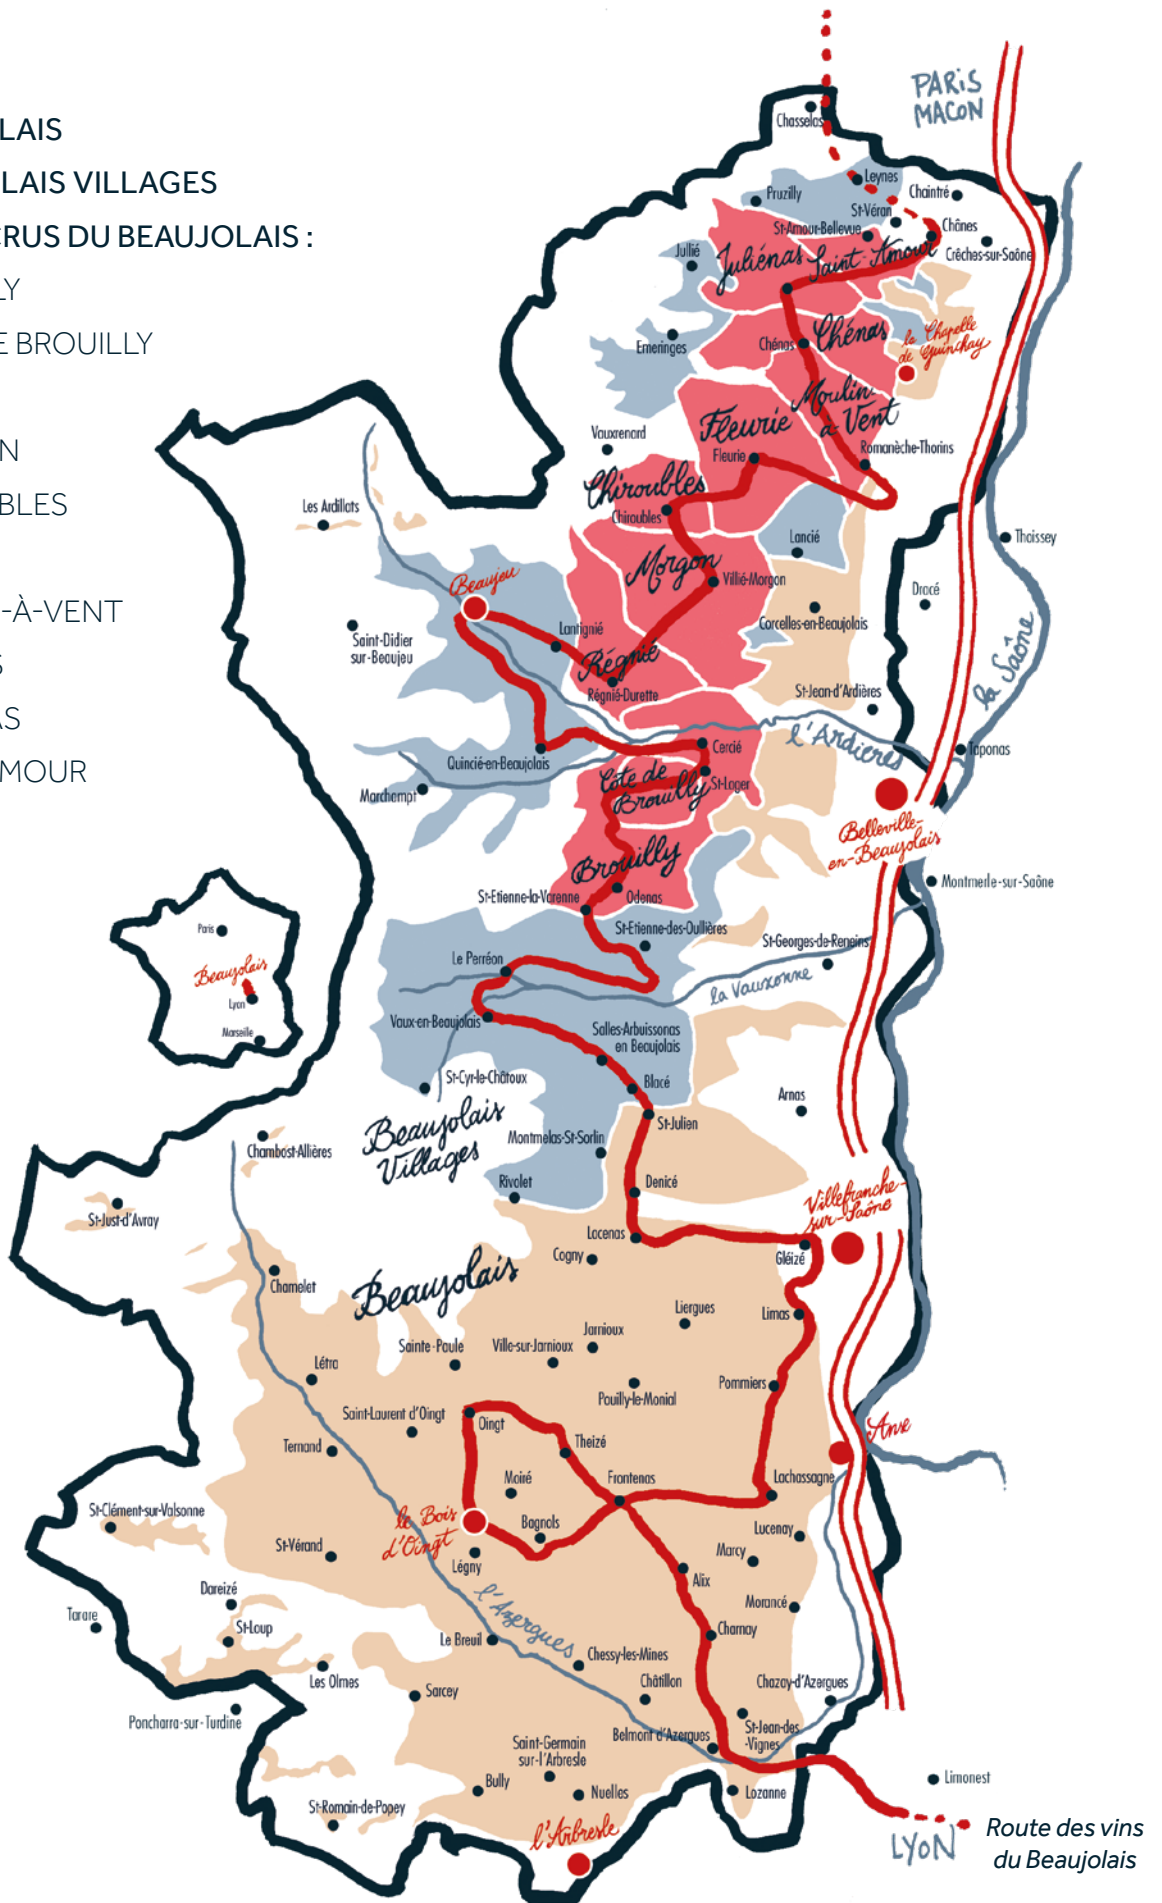 LAIS
LAIS VILLAGES
CRUS DU BEAUJOLAIS :
LY
E BROUILLY
N
BLES
-À-VENT
S
AS
MOUR
PARIS
MACON
Chasselas
Leynes
Pruzilly
Chaintré
St-Véran
St-Amour-Bellevue
Chânes
Crêches-sur-Saône
Jullié
Juliénas
Saint-Amour
Emeringes
Chénas
Chénas
la Chapelle
de Guinchay
Moulin-
à-Vent
Fleurie
Fleurie
Vauxrenard
Romanèche-Thorins
Chiroubles
Chiroubles
Les Ardillats
Lancié
Thoissey
Morgon
Villié-Morgon
Beaujeu
Dracé
Corcelles-en-Beaujolais
Lantignié
Saint-Didier
sur-Beaujeu
Régnié
Régnié-Durette
St-Jean-d'Ardières
la Saône
l'Ardières
Cercié
Taponas
Quincié-en-Beaujolais
Marchampt
Côte de
Brouilly
St-Lager
Belleville-
en-Beaujolais
Brouilly
Odenas
Montmerle-sur-Saône
St-Etienne-la-Varenne
St-Etienne-des-Oullières
St-Georges-de-Reneins
Paris
Beaujolais
Lyon
Marseille
Le Perréon
la Vauxonne
Vaux-en-Beaujolais
Salles-Arbuissonas
en Beaujolais
St-Cyr-le-Châtoux
Blacé
Arnas
St-Julien
Beaujolais
Villages
Montmelas-St-Sorlin
Chambost-Allières
Rivolet
Denicé
Villefranche-
sur-Saône
St-Just-d'Avray
Lacenas
Cogny
Gléizé
Chamelet
Beaujolais
Liergues
Limas
Jarnioux
Sainte-Paule
Ville-sur-Jarnioux
Létra
Pouilly-le-Monial
Pommiers
Saint-Laurent d'Oingt
Oingt
Anse
Ternand
Theizé
Moiré
Frontenas
Lachassagne
St-Clément-sur-Valsonne
le Bois
d'Oingt
Bagnols
Lucenay
St-Vérand
Légny
Marcy
Alix
Dareizé
l'Azergues
Morancé
Tarare
St-Loup
Le Breuil
Charnay
Chessy-les-Mines
Les Olmes
Sarcey
Châtillon
Chazay-d'Azergues
Poncharra-sur-Turdine
Belmont d'Azergues
St-Jean-des
-Vignes
Saint-Germain
sur-l'Arbresle
Bully
Nuelles
Lozanne
Limonest
St-Romain-de-Popey
l'Arbresle
LYON
Route des vins
du Beaujolais